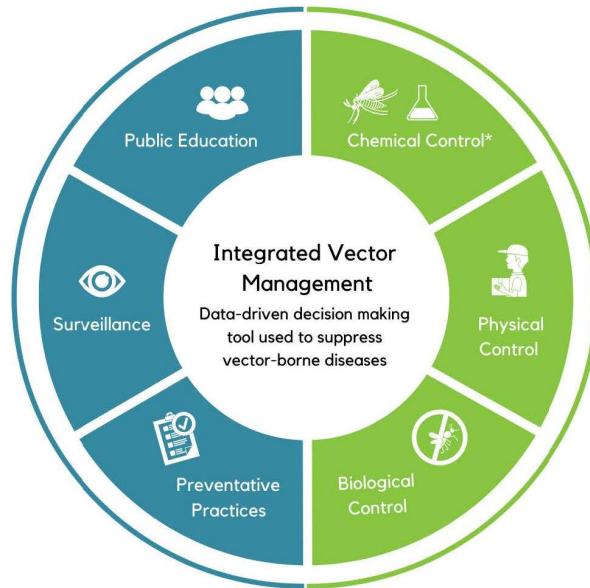 Public Education
Chemical Control*
Surveillance
Integrated Vector
Management
Data-driven decision making
tool used to suppress
vector-borne diseases
Physical
Control
Preventative
Practices
Biological
Control